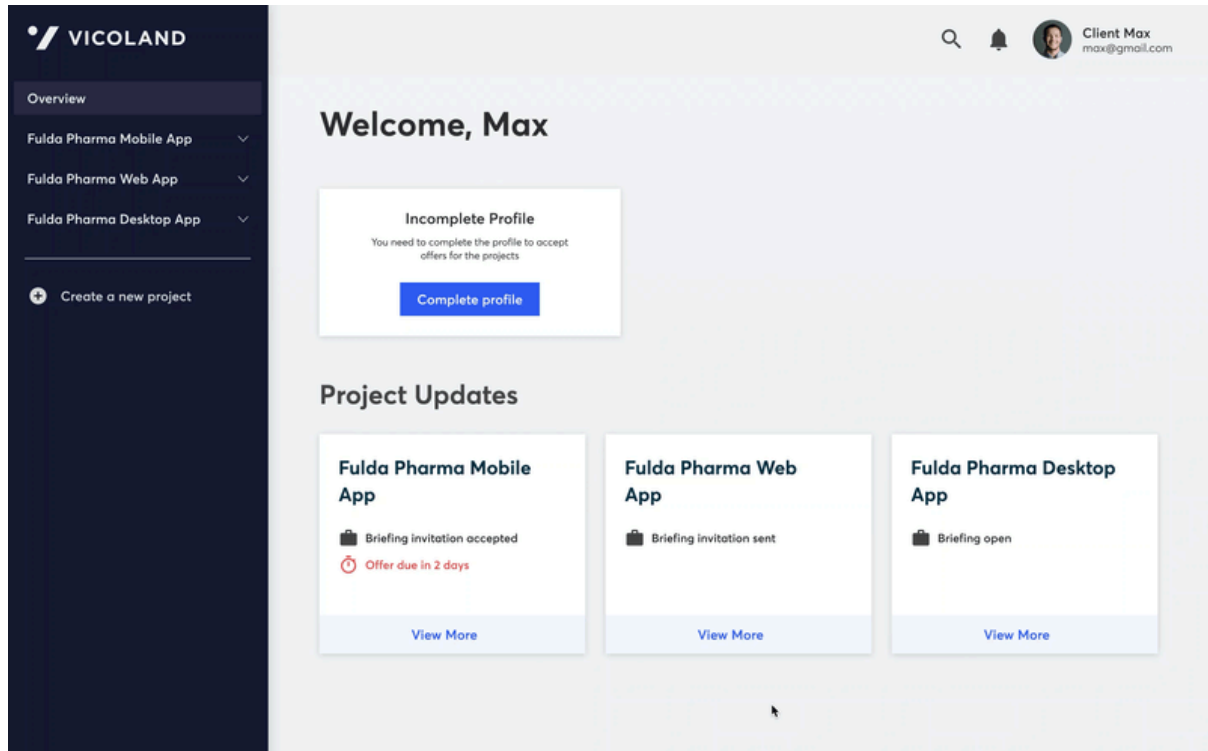 VICOLAND
Client Max
max@gmail.com
Overview
Fulda Pharma Mobile App
Fulda Pharma Web App
Fulda Pharma Desktop App
Create a new project
Welcome, Max
Incomplete Profile
You need to complete the profile to accept
offers for the projects
Complete profile
Project Updates
Fulda Pharma Mobile
App
Briefing invitation accepted
Offer due in 2 days
View More
Fulda Pharma Web
App
Briefing invitation sent
View More
Fulda Pharma Desktop
App
Briefing open
View More